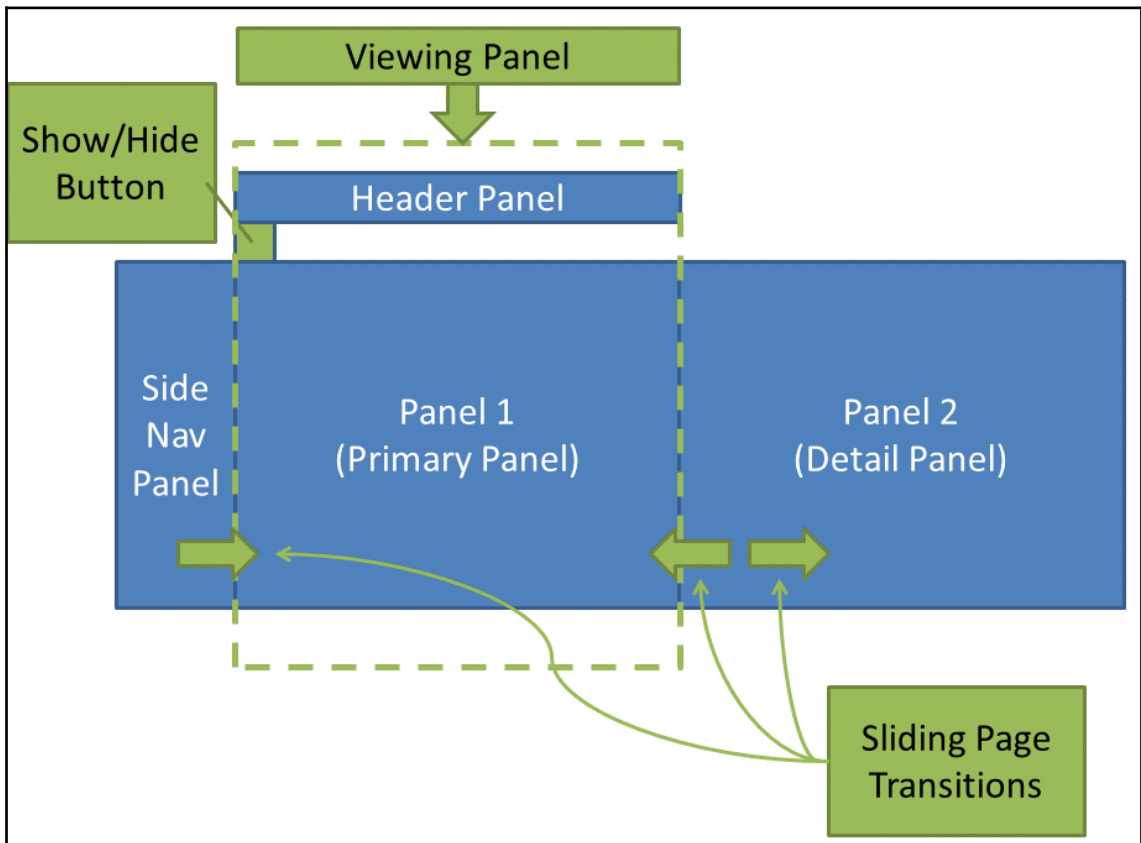 Viewing Panel
Show/Hide
Button
Header Panel
Side
Nav
Panel
Panel 1
(Primary Panel)
Panel 2
(Detail Panel)
Sliding Page
Transitions